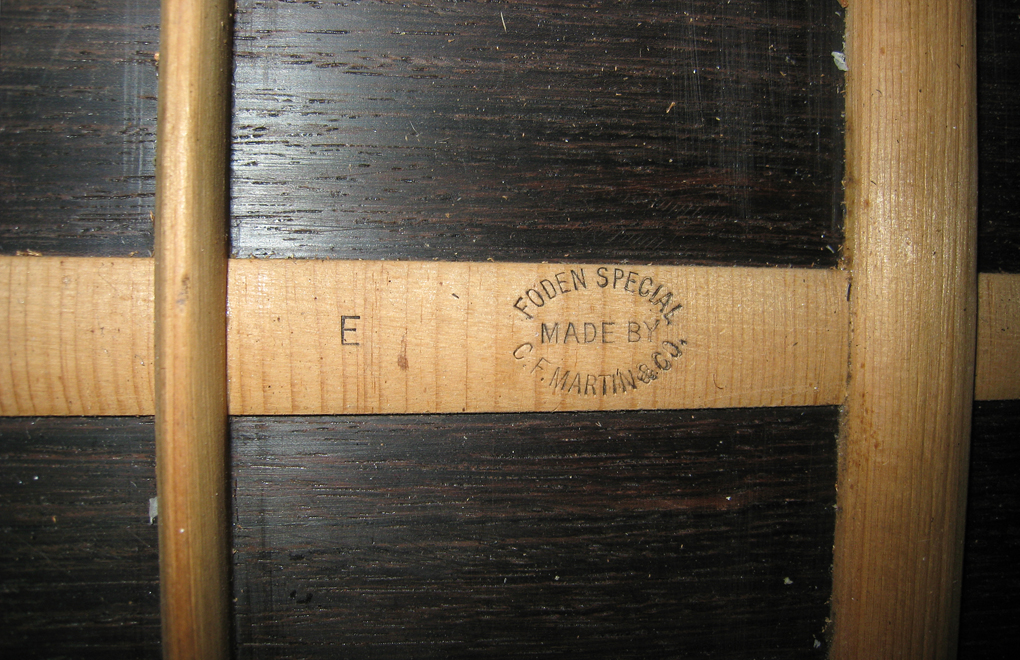 E
FODEN SPECIAL
MADE BY
C.F. MARTIN & CO.